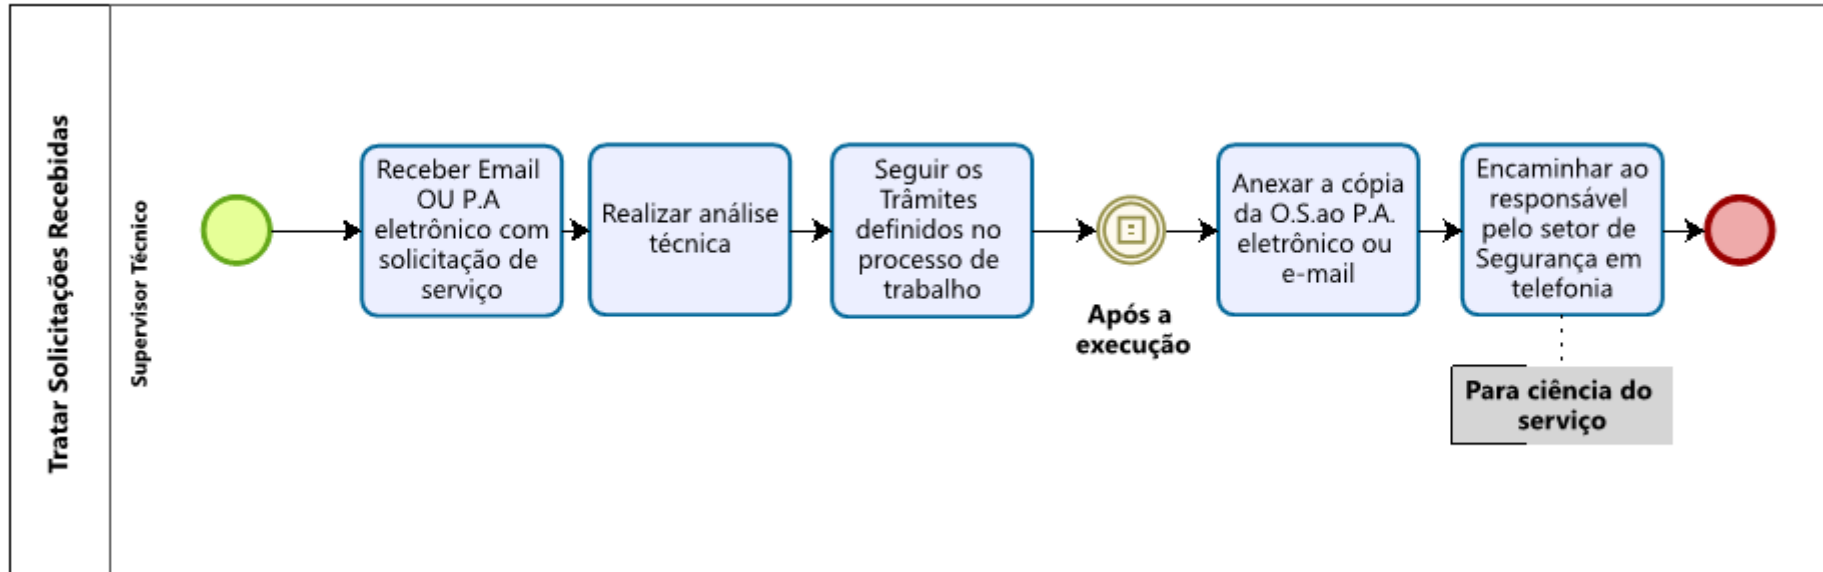 Tratar Solicitações Recebidas
Supervisor Técnico
Receber Email
OU P.A
eletrônico com
solicitação de
serviço
Realizar análise
técnica
Seguir os
Trâmites
definidos no
processo de
trabalho
Após a
execução
Anexar a cópia
da O.S.ao P.A.
eletrônico ou
e-mail
Encaminhar ao
responsável
pelo setor de
Segurança em
telefonia
Para ciência do
serviço